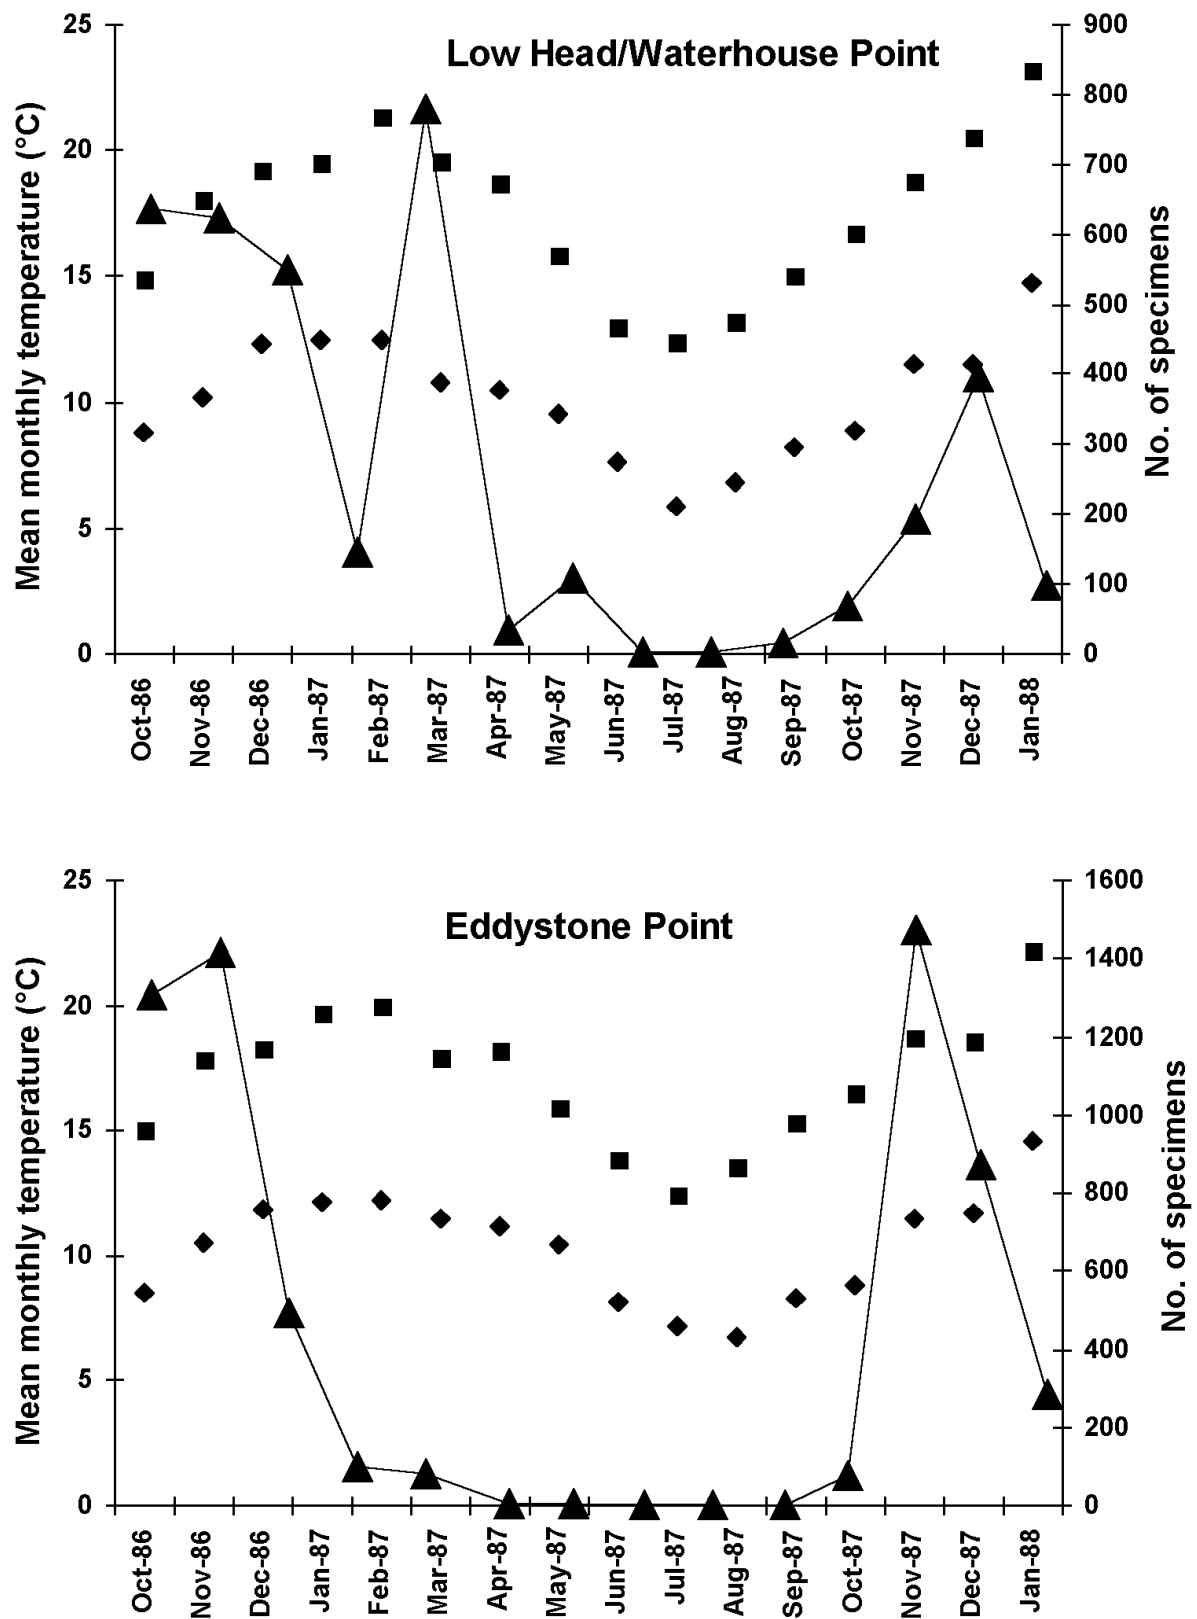 Low Head/Waterhouse Point
Mean monthly temperature (°C)
25
20
15
10
5
0
900
800
700
600
500
400
300
200
100
0
No. of specimens
Oct-86
Nov-86
Dec-86
Jan-87
Feb-87
Mar-87
Apr-87
May-87
Jun-87
Jul-87
Aug-87
Sep-87
Oct-87
Nov-87
Dec-87
Jan-88
Eddystone Point
Mean monthly temperature (°C)
25
20
15
10
5
0
1600
1400
1200
1000
800
600
400
200
0
No. of specimens
Oct-86
Nov-86
Dec-86
Jan-87
Feb-87
Mar-87
Apr-87
May-87
Jun-87
Jul-87
Aug-87
Sep-87
Oct-87
Nov-87
Dec-87
Jan-88